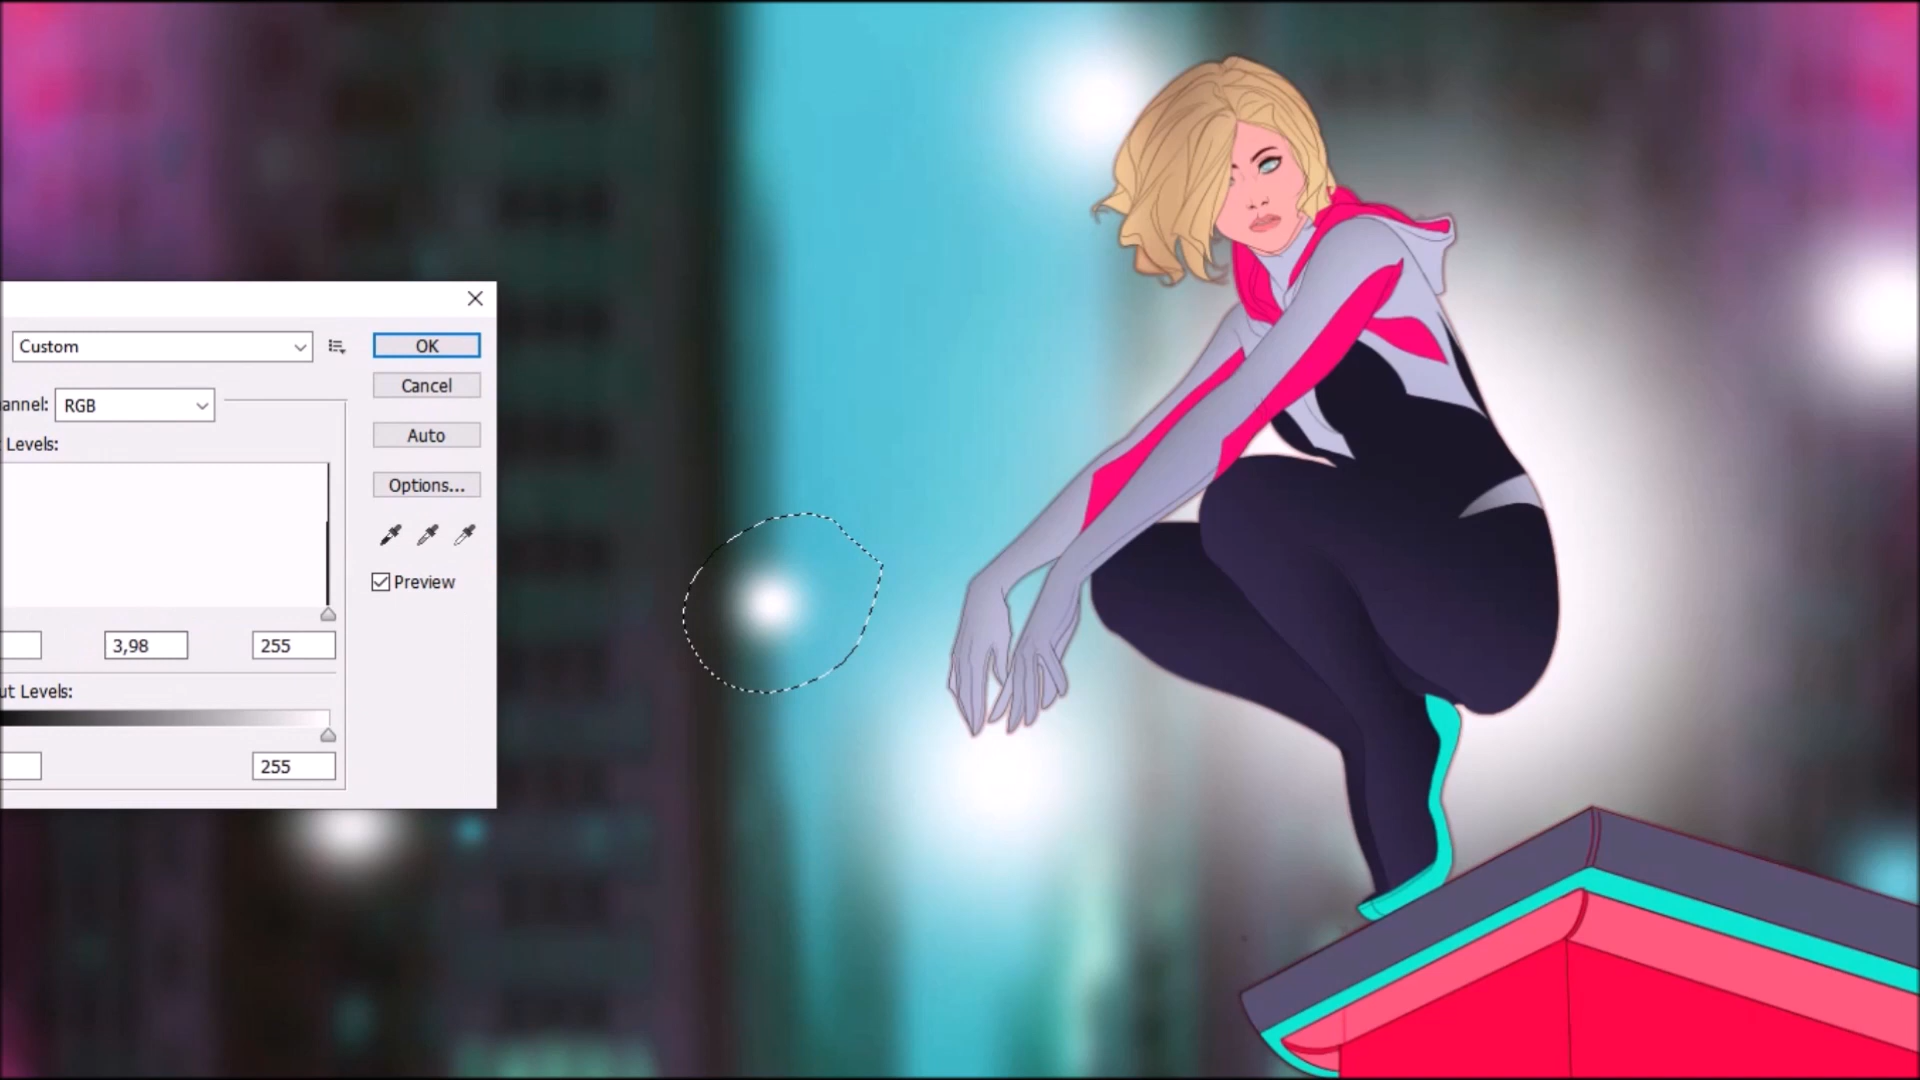 Custom
OK
Cancel
annel: RGB
Auto
Levels:
Options...
Preview
3,98
255
ut Levels:
255